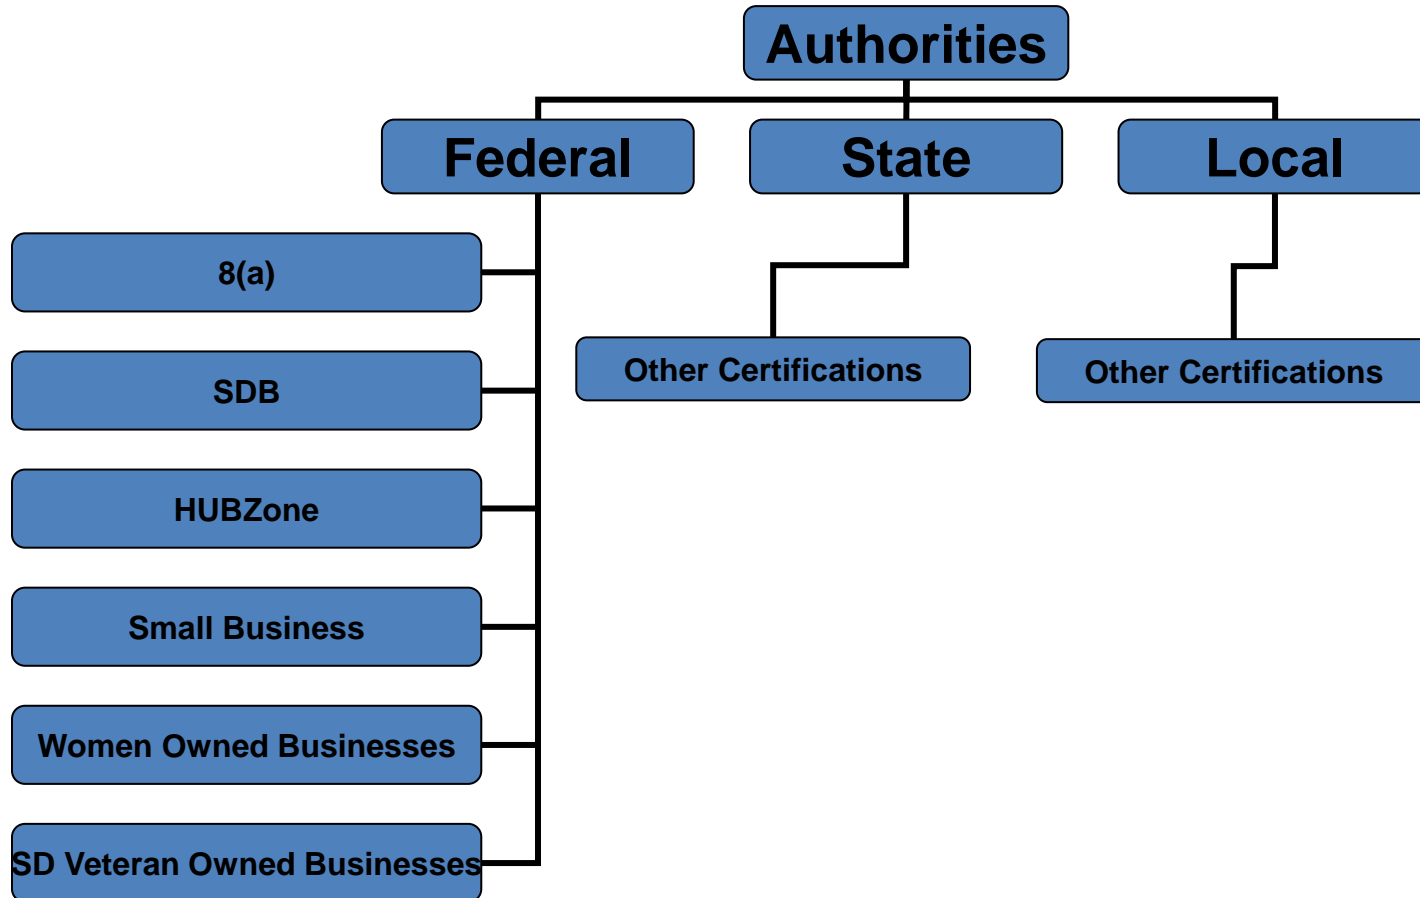 Authorities
Federal
State
Local
8(a)
SDB
HUBZone
Small Business
Women Owned Businesses
SD Veteran Owned Businesses
Other Certifications
Other Certifications